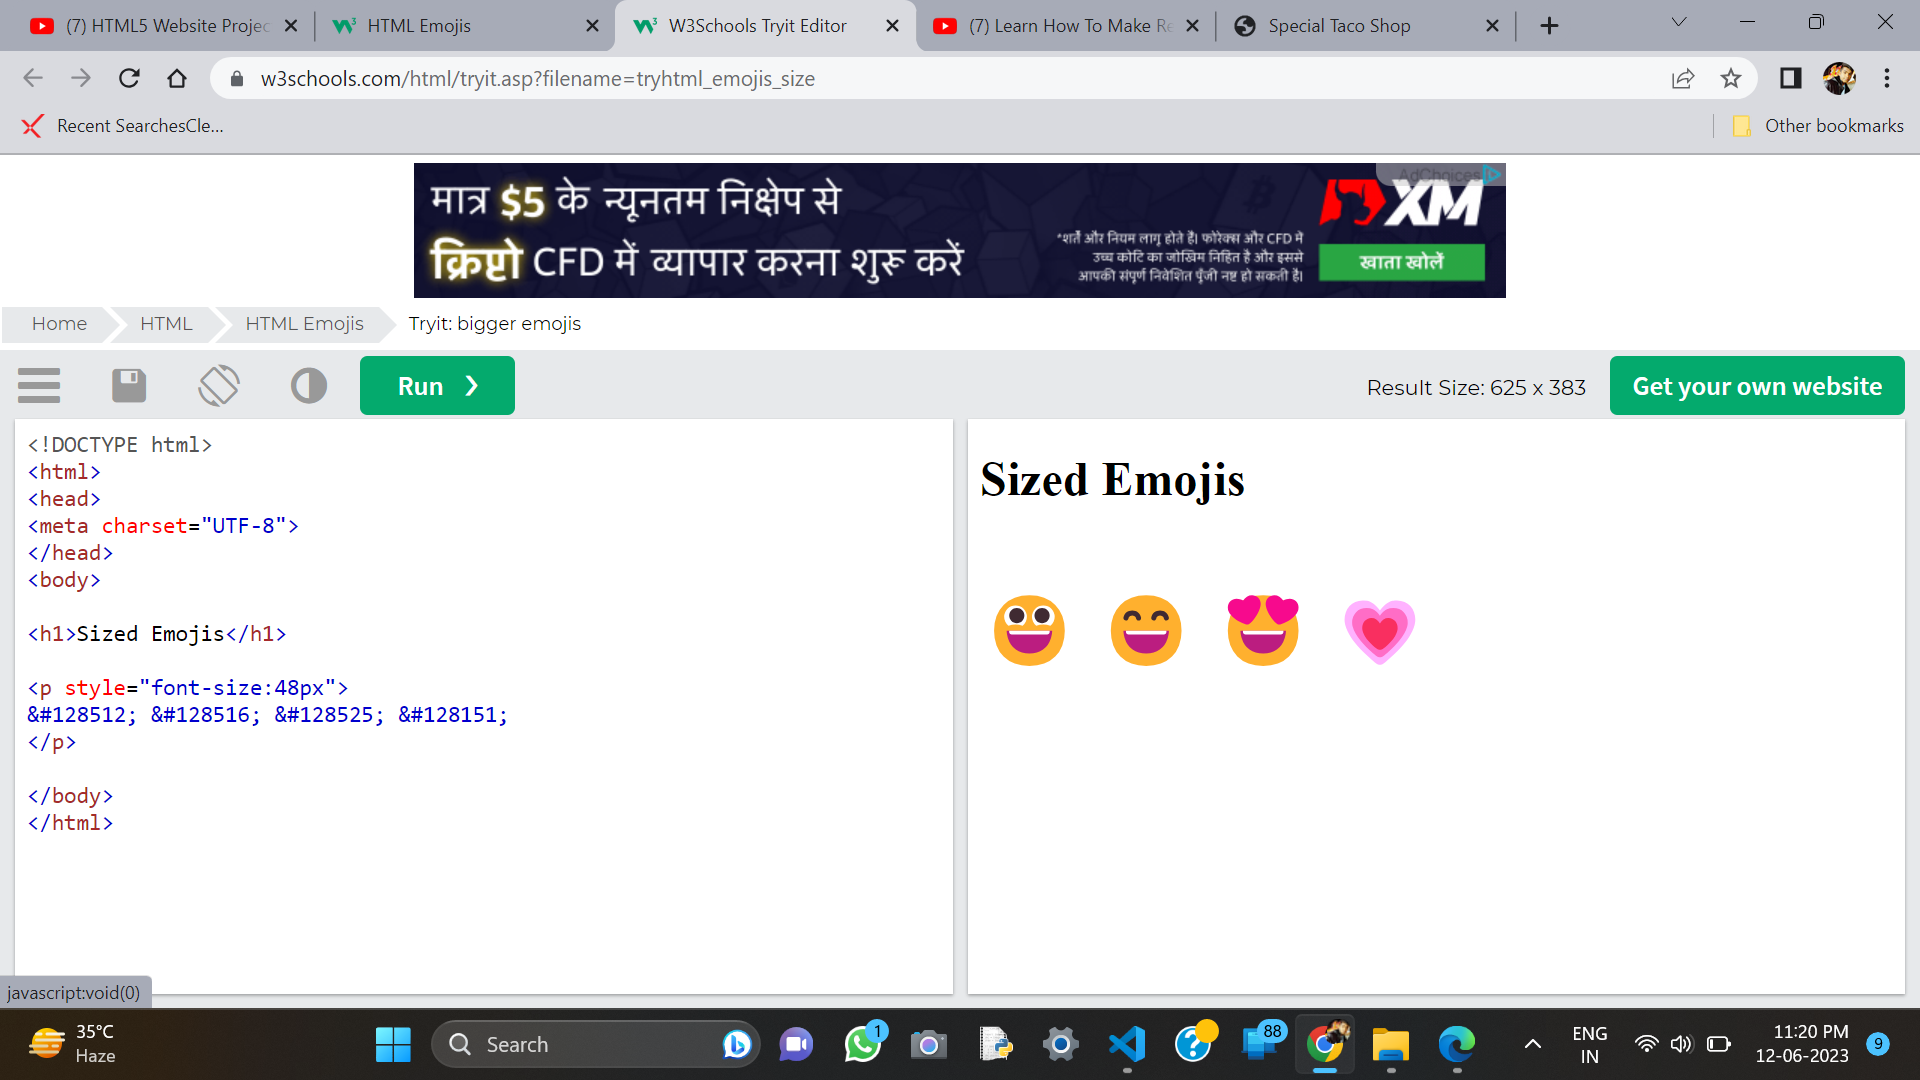 (7) HTML5 Website Projec
HTML Emojis
W3Schools Tryit Editor
(7) Learn How To Make Re
Special Taco Shop
w3schools.com/html/tryit.asp?filename=tryhtml_emojis_size
Recent SearchesCle...
Other bookmarks
मात्र $5 के न्यूनतम निक्षेप से
क्रिप्टो CFD में व्यापार करना शुरू करें
*शर्तें और नियम लागू होते हैं। फोरेक्स और CFD में
उच्च कोटि का जोखिम निहित है और इससे
आपकी संपूर्ण निवेशित पूँजी नष्ट हो सकती है।
AdChoices
XM
खाता खोलें
Home
HTML
HTML Emojis
Tryit: bigger emojis
Run ❯
Result Size: 625 x 383
Get your own website
<!DOCTYPE html>
<html>
<head>
<meta charset="UTF-8">
</head>
<body>
<h1>Sized Emojis</h1>
<p style="font-size:48px">
&#128512; &#128516; &#128525; &#128151;
</p>
</body>
</html>
Sized Emojis
😀 😄 😍 💗
javascript:void(0)
35°C
Haze
Search
1
88
ENG
IN
11:20 PM
12-06-2023
9